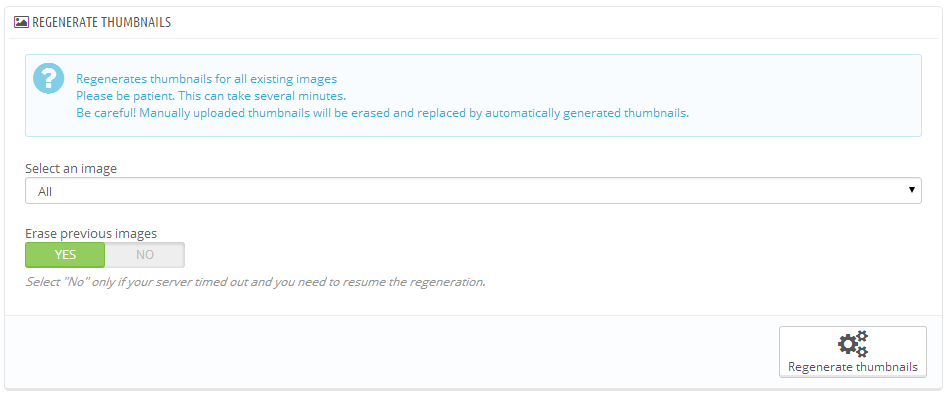 REGENERATE THUMBNAILS
?
Regenerates thumbnails for all existing images
Please be patient. This can take several minutes.
Be careful! Manually uploaded thumbnails will be erased and replaced by automatically generated thumbnails.
Select an image
All
Erase previous images
YES NO
Select "No" only if your server timed out and you need to resume the regeneration.
Regenerate thumbnails